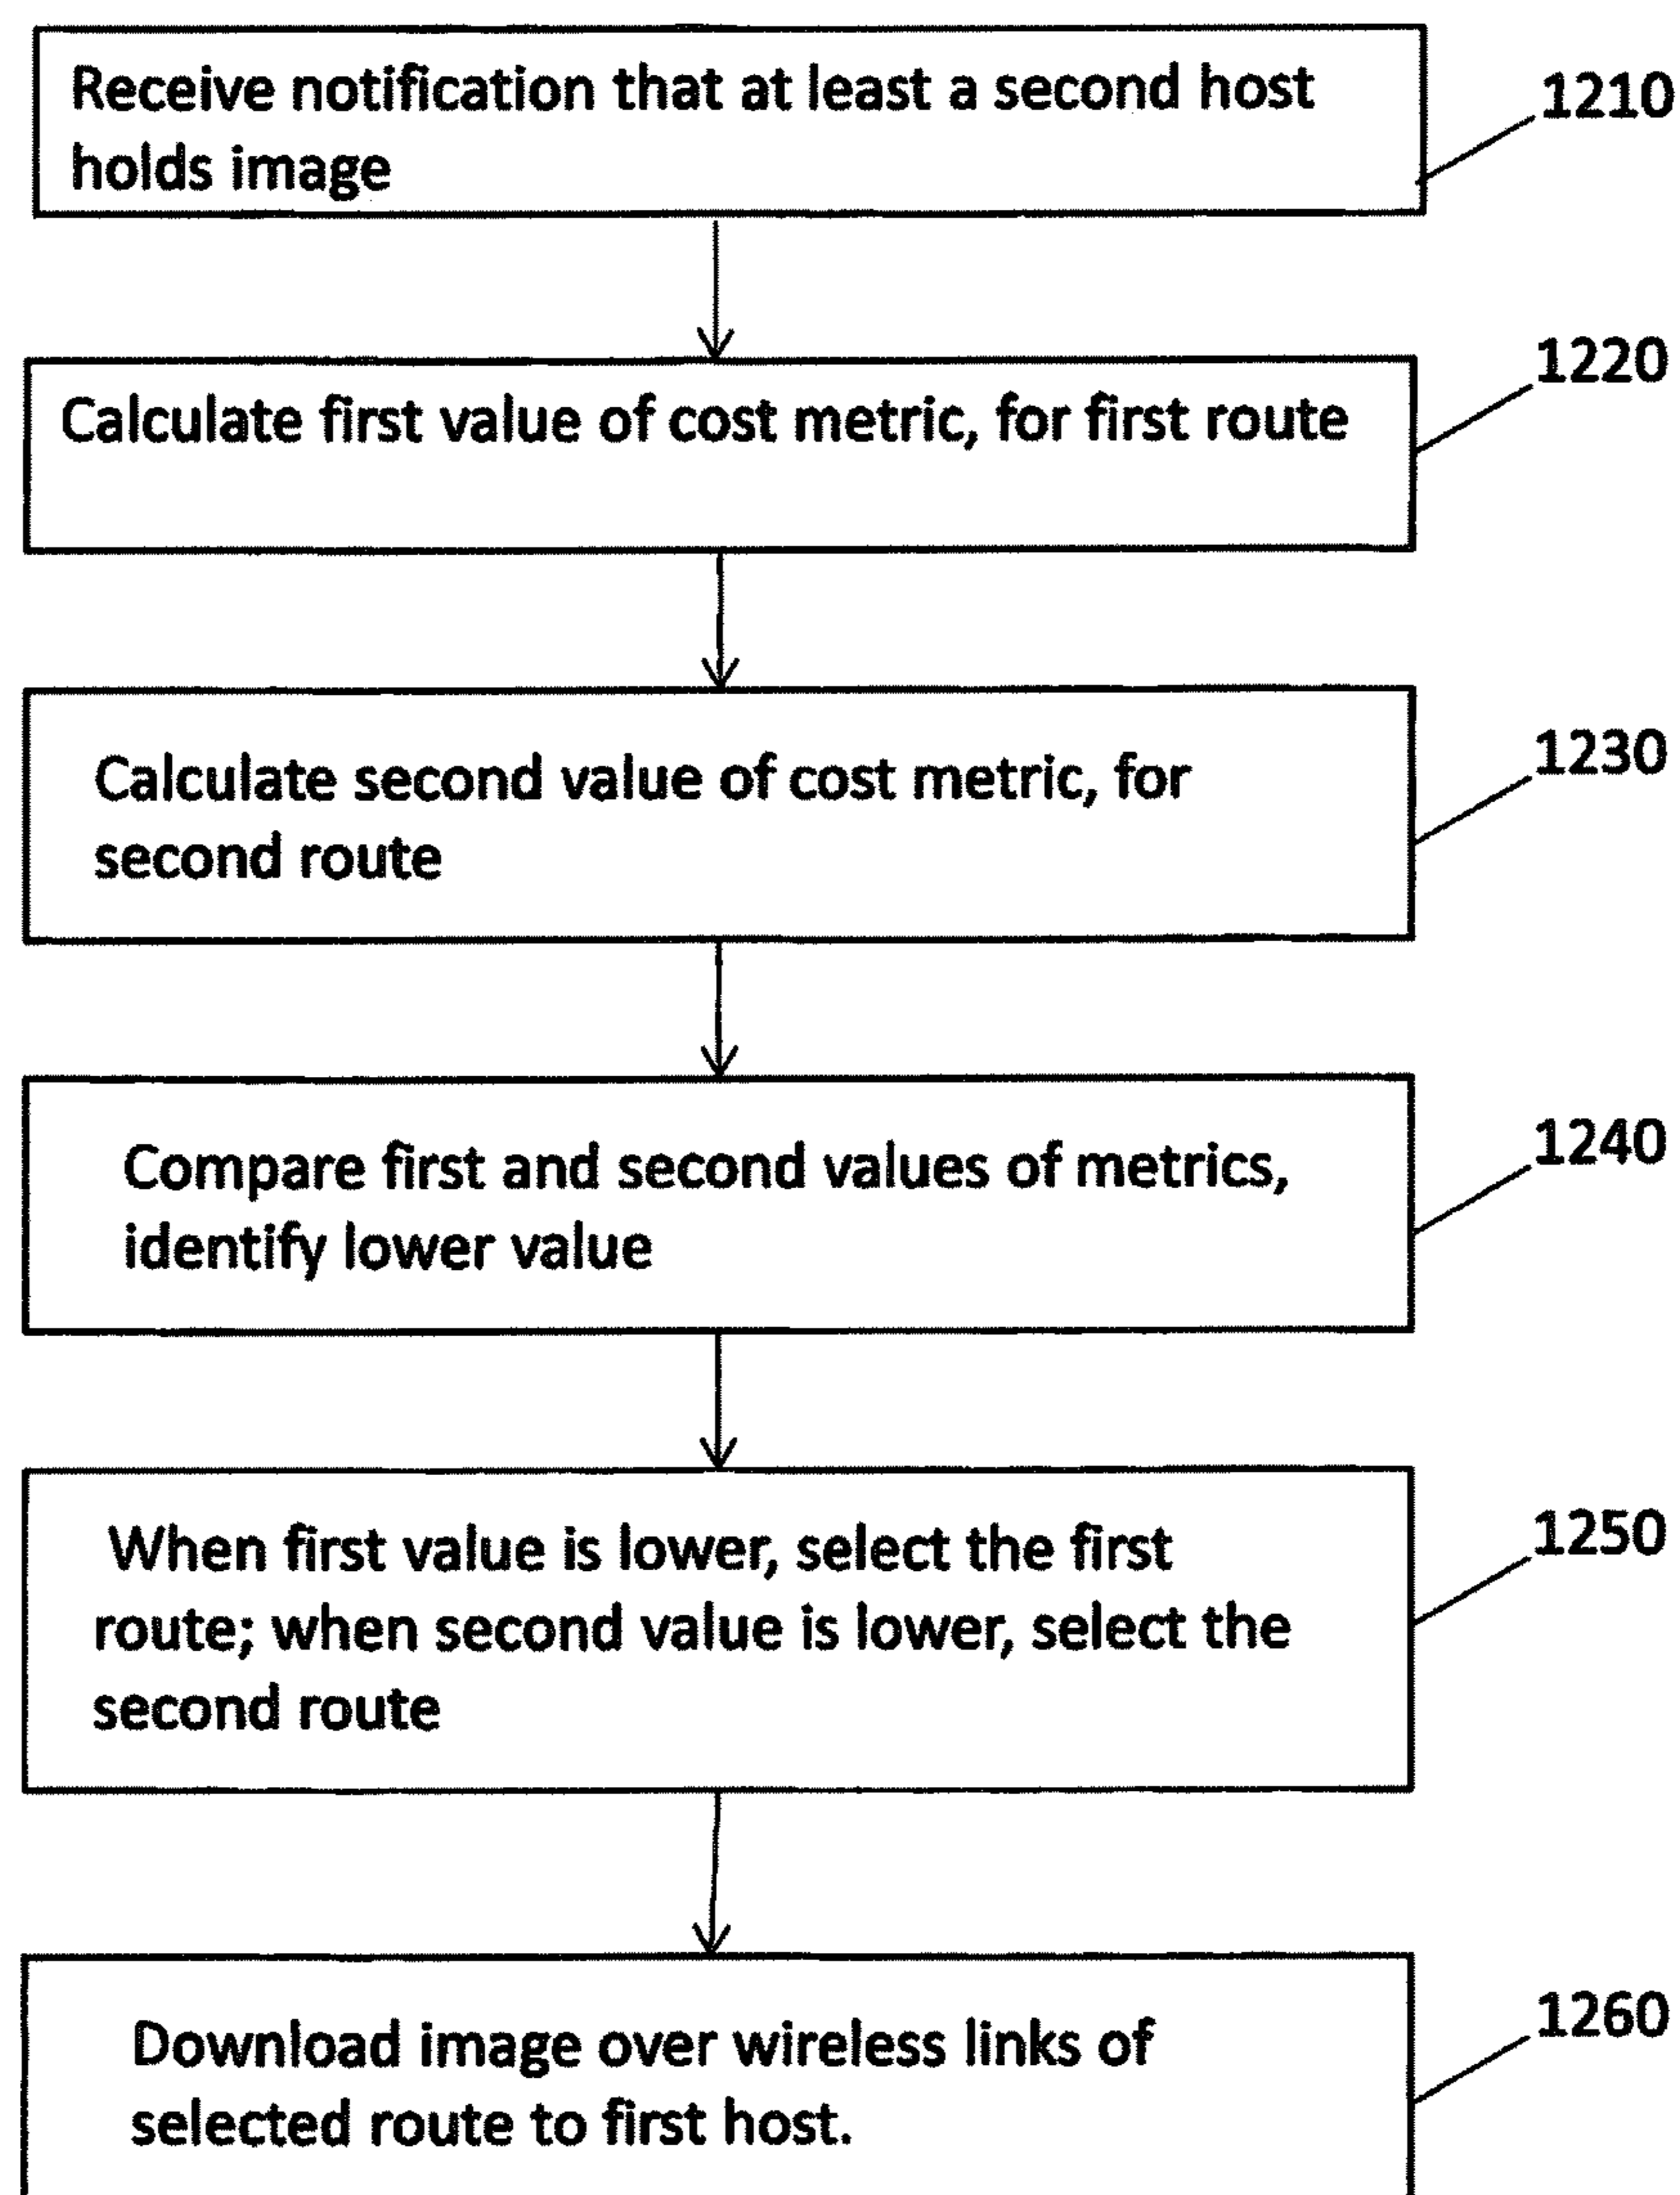 Receive notification that at least a second host
holds image
1210
Calculate first value of cost metric, for first route
1220
Calculate second value of cost metric, for
second route
1230
Compare first and second values of metrics,
identify lower value
1240
When first value is lower, select the first
route; when second value is lower, select the
second route
1250
Download image over wireless links of
selected route to first host.
1260